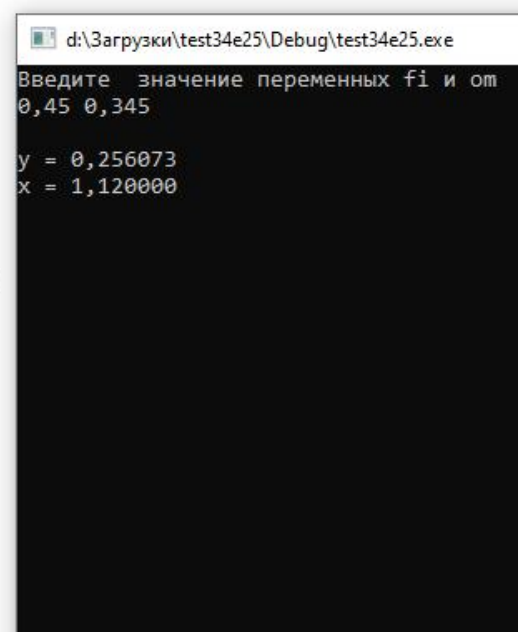 d:\Загрузки\test34e25\Debug\test34e25.exe
Введите  значение переменных fi и om
0,45 0,345
y = 0,256073
x = 1,120000